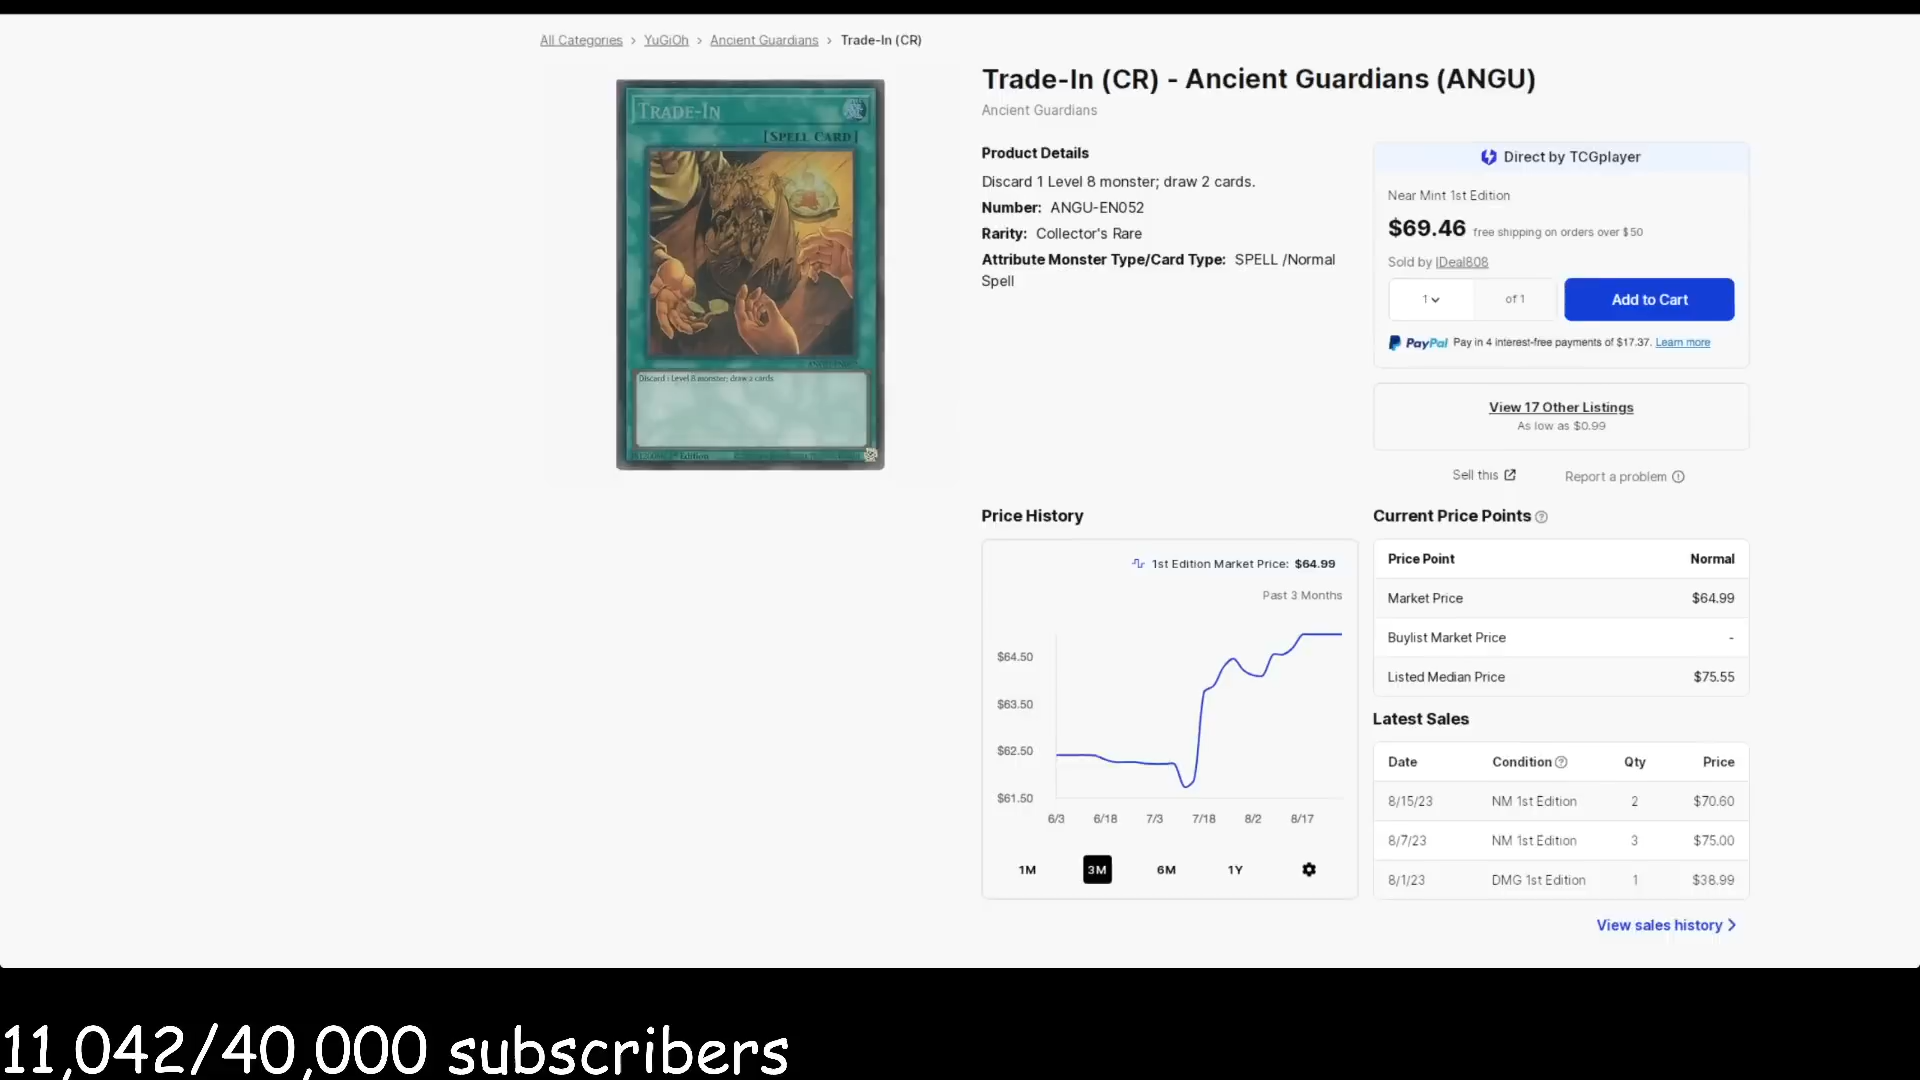 All Categories > YuGiOh > Ancient Guardians > Trade-In (CR)
TRADE-IN
[SPELL CARD]
Discard 1 Level 8 monster; draw 2 cards.
Trade-In (CR) - Ancient Guardians (ANGU)
Ancient Guardians
Product Details
Discard 1 Level 8 monster; draw 2 cards.
Number: ANGU-EN052
Rarity: Collector's Rare
Attribute Monster Type/Card Type: SPELL /Normal
Spell
Direct by TCGplayer
Near Mint 1st Edition
$69.46 free shipping on orders over $50
Sold by IDeal808
1 of 1 Add to Cart
PayPal Pay in 4 interest-free payments of $17.37. Learn more
View 17 Other Listings
As low as $0.99
Sell this Report a problem
Price History
1st Edition Market Price: $64.99
Past 3 Months
$64.50
$63.50
$62.50
$61.50
6/3 6/18 7/3 7/18 8/2 8/17
1M 3M 6M 1Y
Current Price Points
Price Point Normal
Market Price $64.99
Buylist Market Price -
Listed Median Price $75.55
Latest Sales
Date Condition Qty Price
8/15/23 NM 1st Edition 2 $70.60
8/7/23 NM 1st Edition 3 $75.00
8/1/23 DMG 1st Edition 1 $38.99
View sales history >
11,042/40,000 subscribers